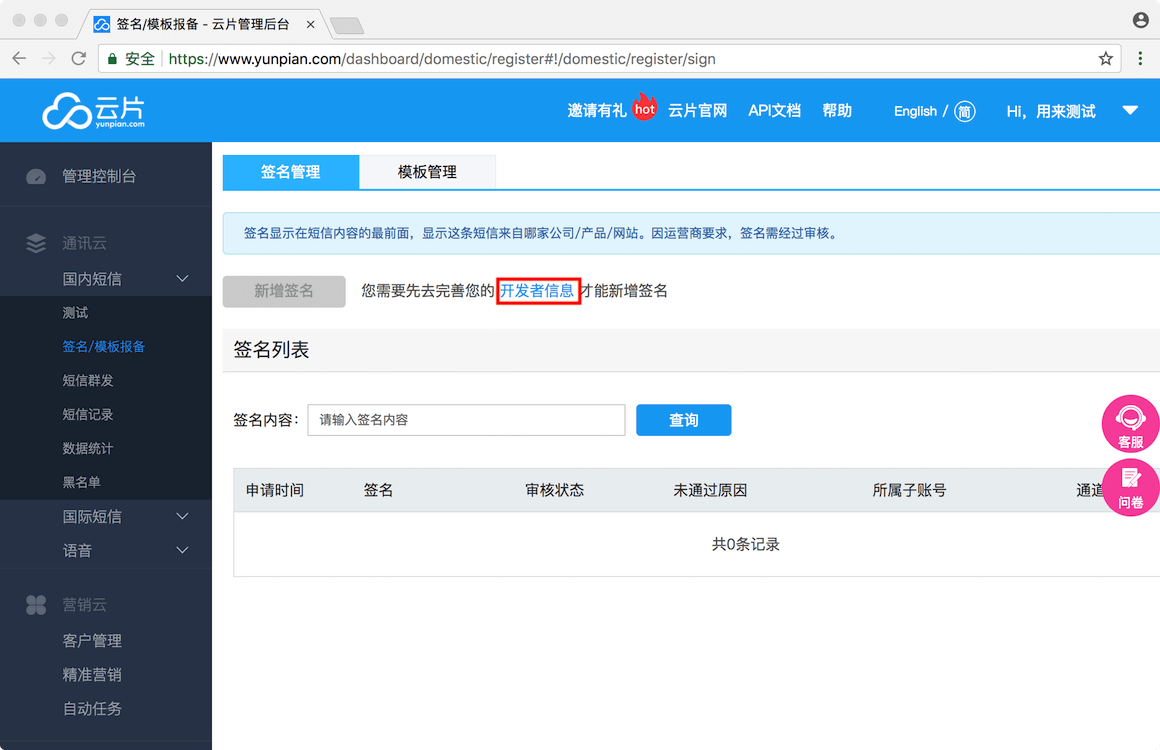 签名/模板报备 - 云片管理后台
安全 https://www.yunpian.com/dashboard/domestic/register#!/domestic/register/sign
云片
yunpian.com
邀请有礼 hot 云片官网 API文档 帮助 English / 简 Hi，用来测试
管理控制台
通讯云
国内短信
测试
签名/模板报备
短信群发
短信记录
数据统计
黑名单
国际短信
语音
营销云
客户管理
精准营销
自动任务
签名管理 模板管理
签名显示在短信内容的最前面，显示这条短信来自哪家公司/产品/网站。因运营商要求，签名需经过审核。
新增签名 您需要先去完善您的 开发者信息 才能新增签名
签名列表
签名内容： 请输入签名内容 查询
申请时间 签名 审核状态 未通过原因 所属子账号 通道
共0条记录
客服
问卷